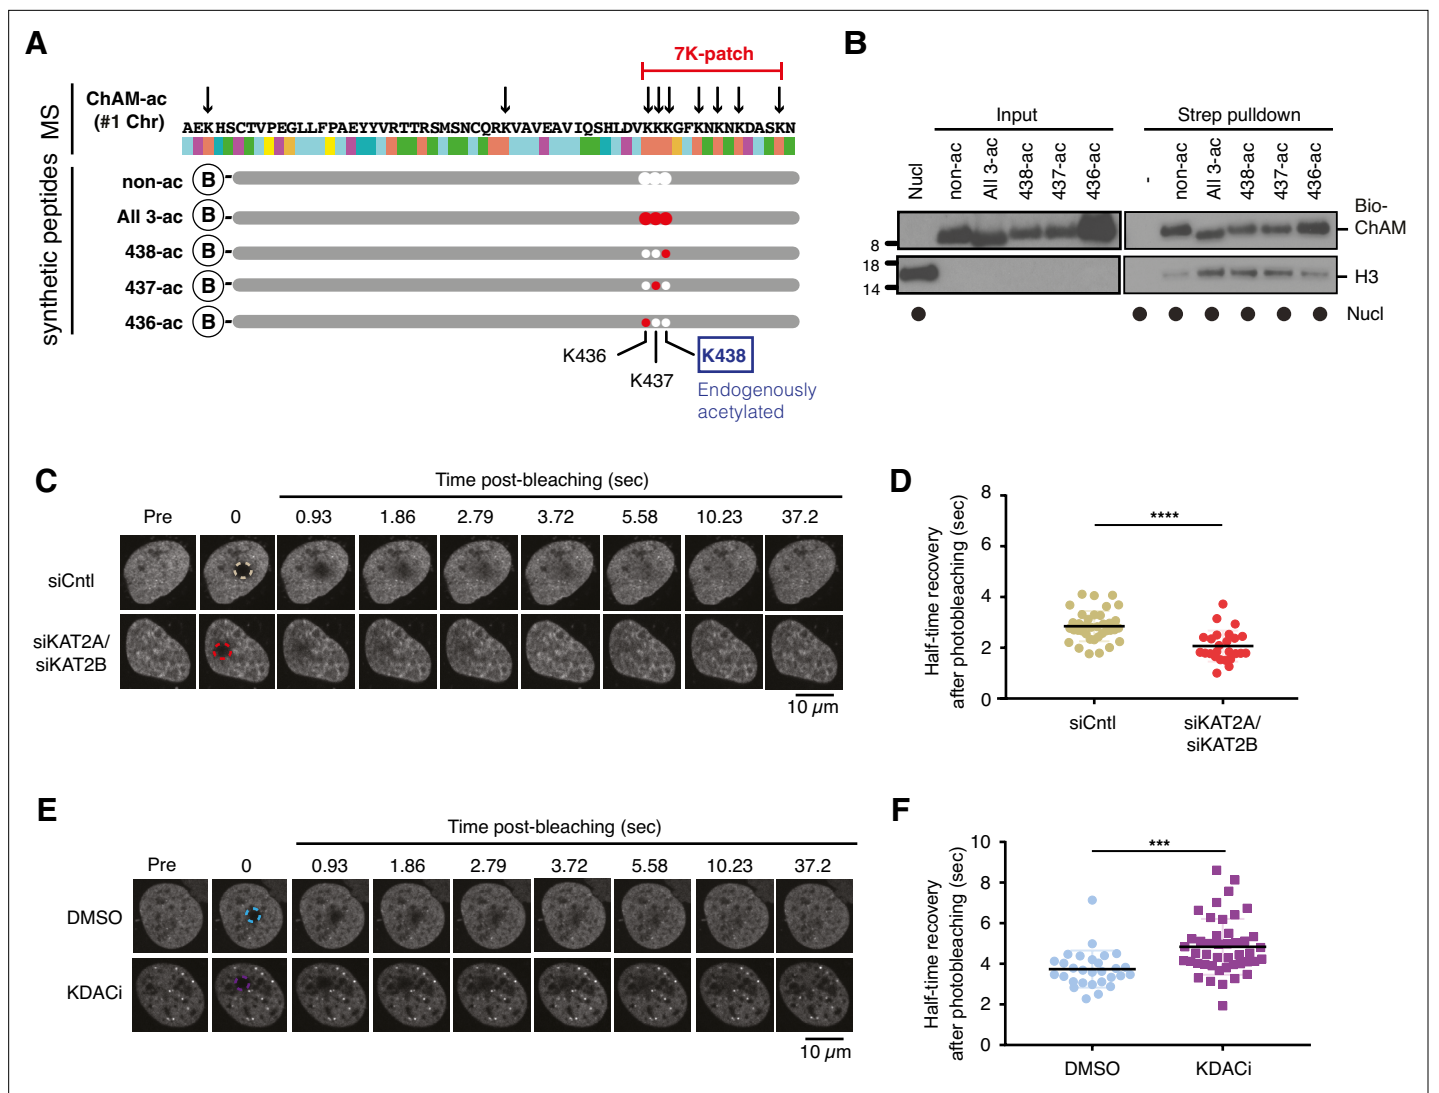 A
7K-patch
MS
ChAM-ac
(#1 Chr)
AEKHSCTVPEGLLFPAEYYVRTTRSMSNCQRKVAVEAVIQSHLDVKKKGFKNKNKDASKN
synthetic peptides
non-ac B
All 3-ac B
438-ac B
437-ac B
436-ac B
K436
K437
K438
Endogenously
acetylated
B
Input
Strep pulldown
Nucl non-ac All 3-ac 438-ac 437-ac 436-ac
- non-ac All 3-ac 438-ac 437-ac 436-ac
8
Bio-
ChAM
18
14
H3
Nucl
C
Time post-bleaching (sec)
Pre 0 0.93 1.86 2.79 3.72 5.58 10.23 37.2
siCntl
siKAT2A/
siKAT2B
10 µm
D
Half-time recovery
after photobleaching (sec)
8
6
4
2
0
****
siCntl
siKAT2A/
siKAT2B
E
Time post-bleaching (sec)
Pre 0 0.93 1.86 2.79 3.72 5.58 10.23 37.2
DMSO
KDACi
10 µm
F
Half-time recovery
after photobleaching (sec)
10
8
6
4
2
0
***
DMSO
KDACi